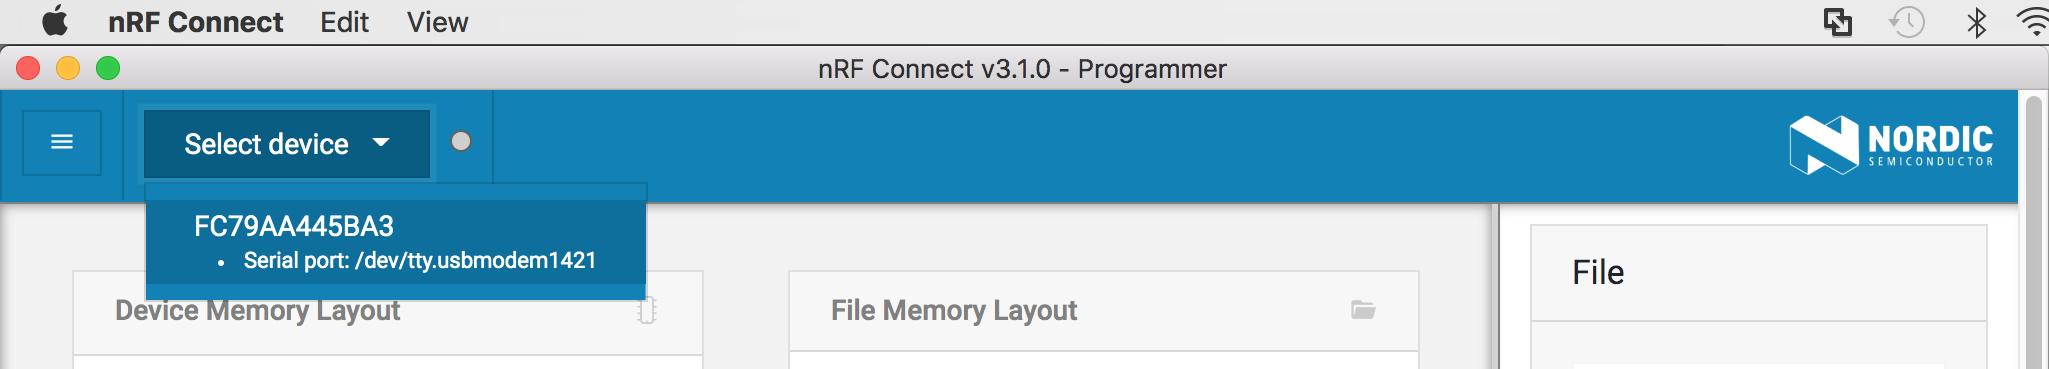 nRF Connect Edit View
nRF Connect v3.1.0 - Programmer
Select device
NORDIC
SEMICONDUCTOR
FC79AA445BA3
• Serial port: /dev/tty.usbmodem1421
Device Memory Layout
File Memory Layout
File